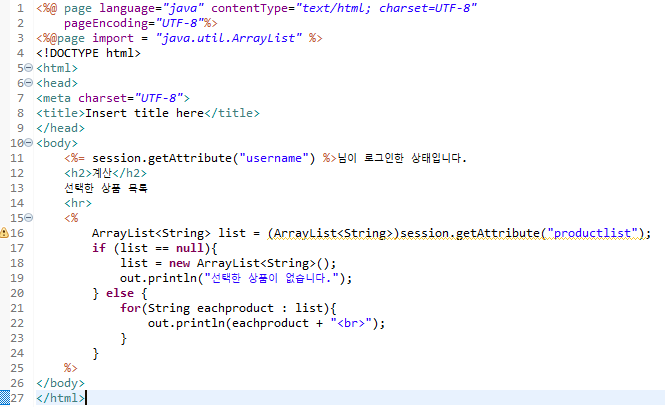 1 <%@ page language="java" contentType="text/html; charset=UTF-8"
2     pageEncoding="UTF-8"%>
3 <%@page import = "java.util.ArrayList" %>
4 <!DOCTYPE html>
5 <html>
6 <head>
7 <meta charset="UTF-8">
8 <title>Insert title here</title>
9 </head>
10 <body>
11     <%= session.getAttribute("username") %>님이 로그인한 상태입니다.
12     <h2>계산</h2>
13     선택한 상품 목록
14     <hr>
15     <%
16         ArrayList<String> list = (ArrayList<String>)session.getAttribute("productlist");
17         if (list == null){
18             list = new ArrayList<String>();
19             out.println("선택한 상품이 없습니다.");
20         } else {
21             for(String eachproduct : list){
22                 out.println(eachproduct + "<br>");
23             }
24         }
25     %>
26 </body>
27 </html>